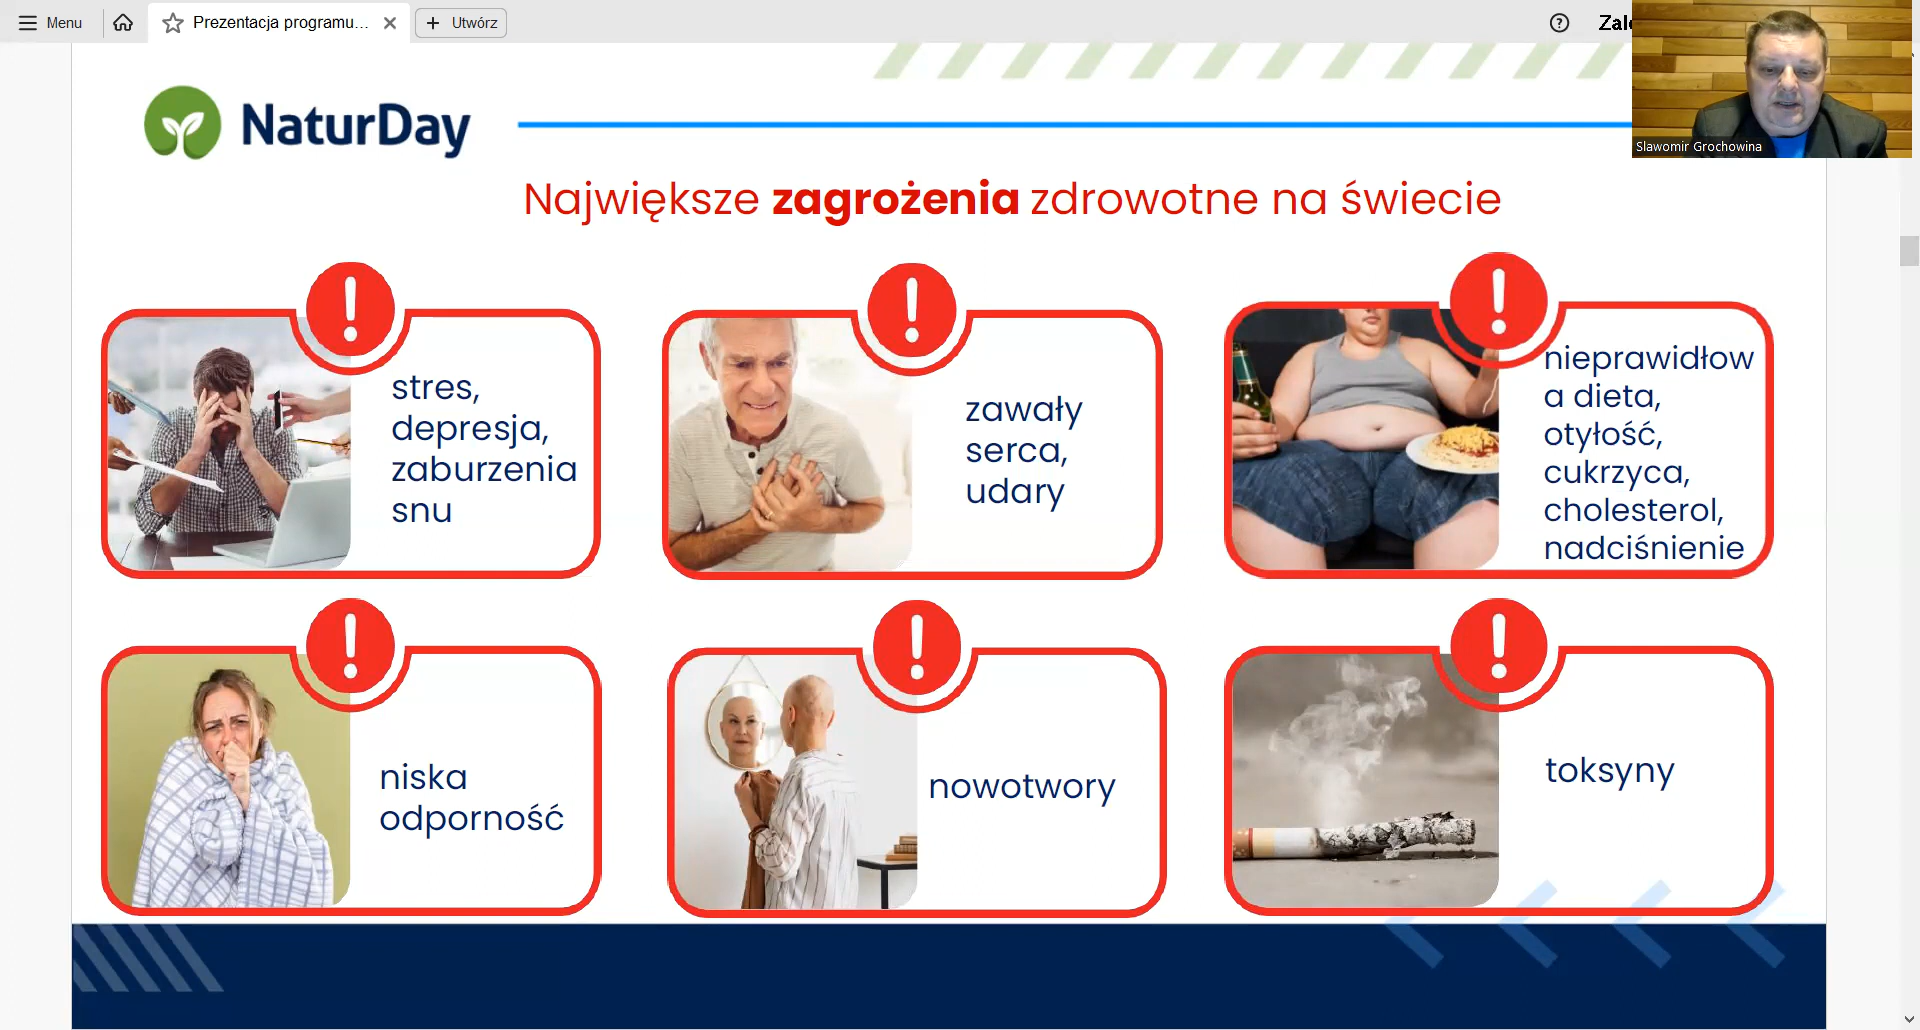 Menu
Prezentacja programu...
Utwórz
Zal
Slawomir Grochowina
NaturDay
Największe zagrożenia zdrowotne na świecie
stres,
depresja,
zaburzenia
snu
zawały
serca,
udary
nieprawidłow
a dieta,
otyłość,
cukrzyca,
cholesterol,
nadciśnienie
niska
odporność
nowotwory
toksyny